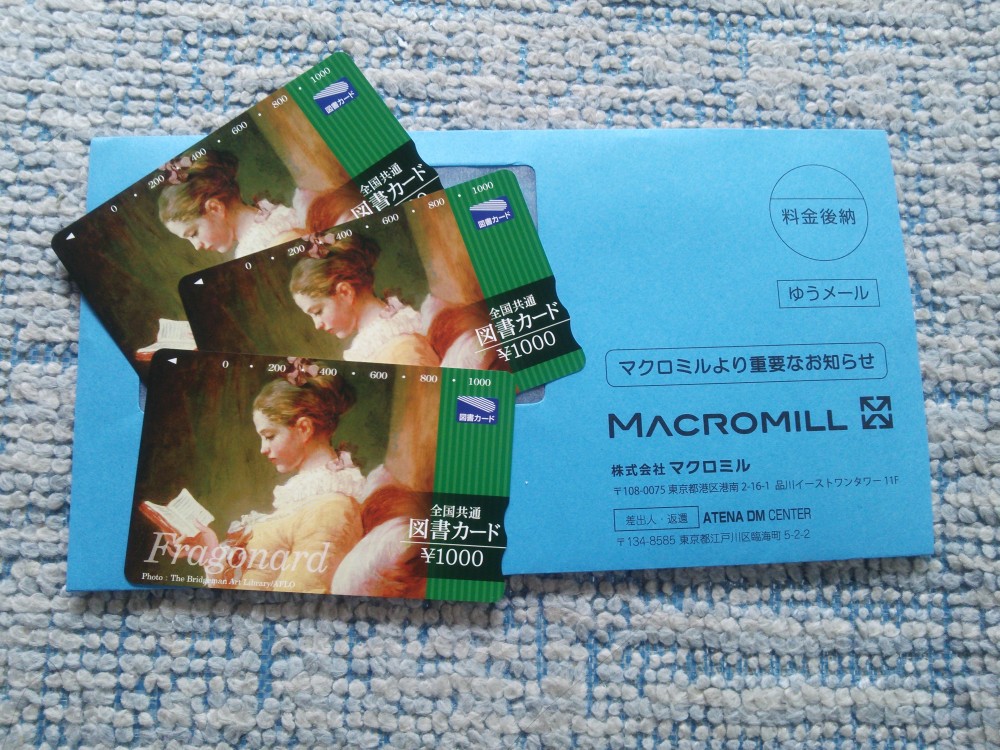 0 ・ 200 ・ 400 ・ 600 ・ 800 ・ 1000
図書カード
全国共通
図書カード
0 ・ 200 ・ 400 ・ 600 ・ 800 ・ 1000
図書カード
全国共通
図書カード
¥1000
0 ・ 200 ・ 400 ・ 600 ・ 800 ・ 1000
図書カード
全国共通
図書カード
¥1000
Fragonard
Photo : The Bridgeman Art Library/AFLO
料金後納
ゆうメール
マクロミルより重要なお知らせ
MACROMILL
株式会社 マクロミル
〒108-0075 東京都港区港南 2-16-1 品川イーストワンタワー 11F
差出人・返還 ATENA DM CENTER
〒134-8585 東京都江戸川区臨海町 5-2-2